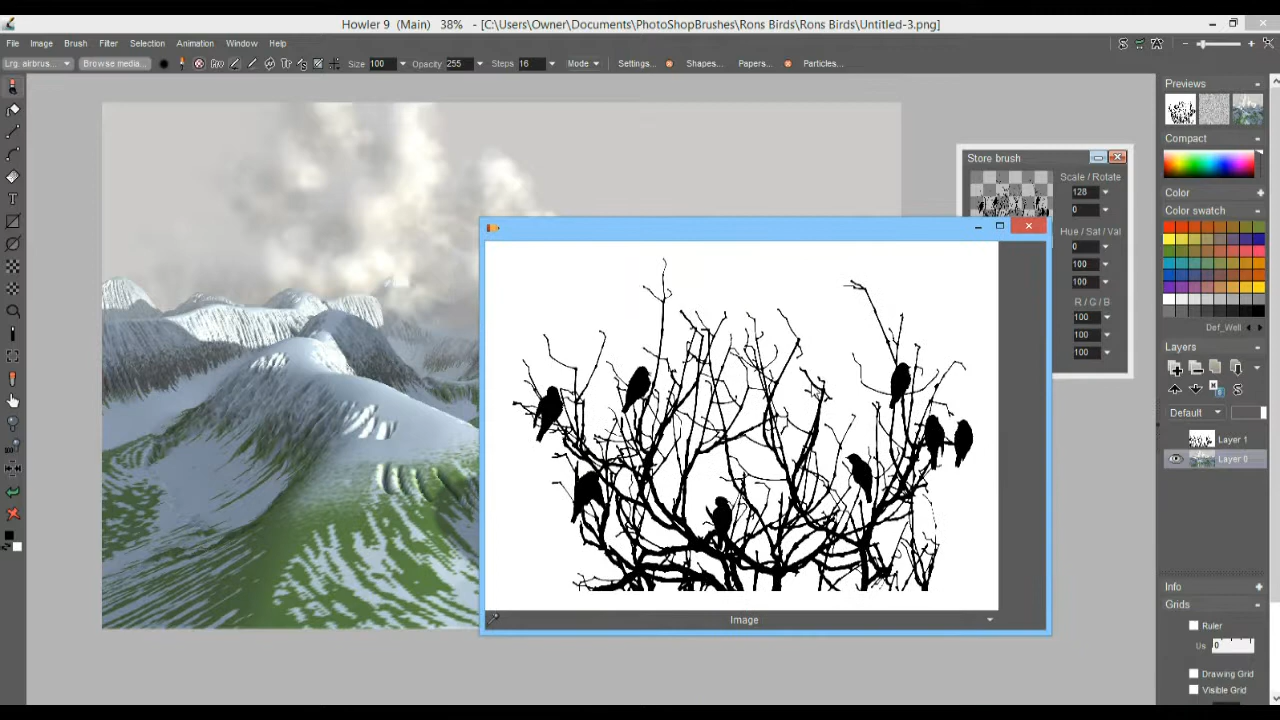 Howler 9 (Main) 38% - [C:\Users\Owner\Documents\PhotoShopBrushes\Rons Birds\Rons Birds\Untitled-3.png]
File Image Brush Filter Selection Animation Window Help
Lrg. airbrus... Browse media... Size 100 Opacity 255 Steps 16 Mode Settings... Shapes... Papers... Particles...
Previews
Compact
Color
Color swatch
Def_Well
Layers
Default
Layer 1
Layer 0
Info
Grids
Ruler
Us 0
Drawing Grid
Visible Grid
Store brush
Scale / Rotate
128
0
Hue / Sat / Val
0
100
100
R / G / B
100
100
100
Image